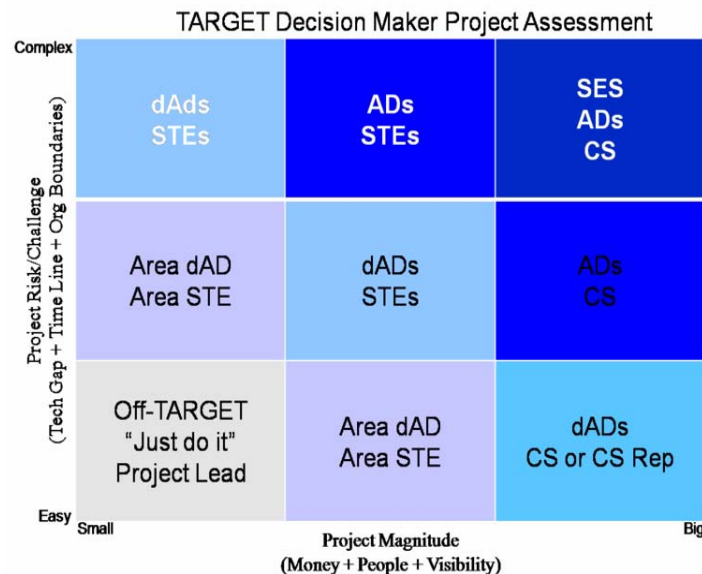 TARGET Decision Maker Project Assessment
Complex
dAds
STEs
ADs
STEs
SES
ADs
CS
Project Risk/Challenge
(Tech Gap + Time Line + Org Boundaries)
Area dAD
Area STE
dADs
STEs
ADs
CS
Off-TARGET
“Just do it”
Project Lead
Area dAD
Area STE
dADs
CS or CS Rep
Easy
Small
Big
Project Magnitude
(Money + People + Visibility)